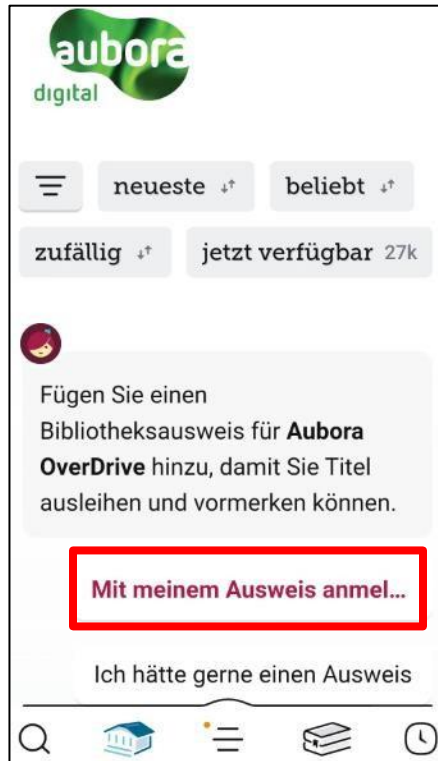 aubora
digital
neueste
beliebt
zufällig
jetzt verfügbar 27k
Fügen Sie einen
Bibliotheksausweis für Aubora
OverDrive hinzu, damit Sie Titel
ausleihen und vormerken können.
Mit meinem Ausweis anmel...
Ich hätte gerne einen Ausweis